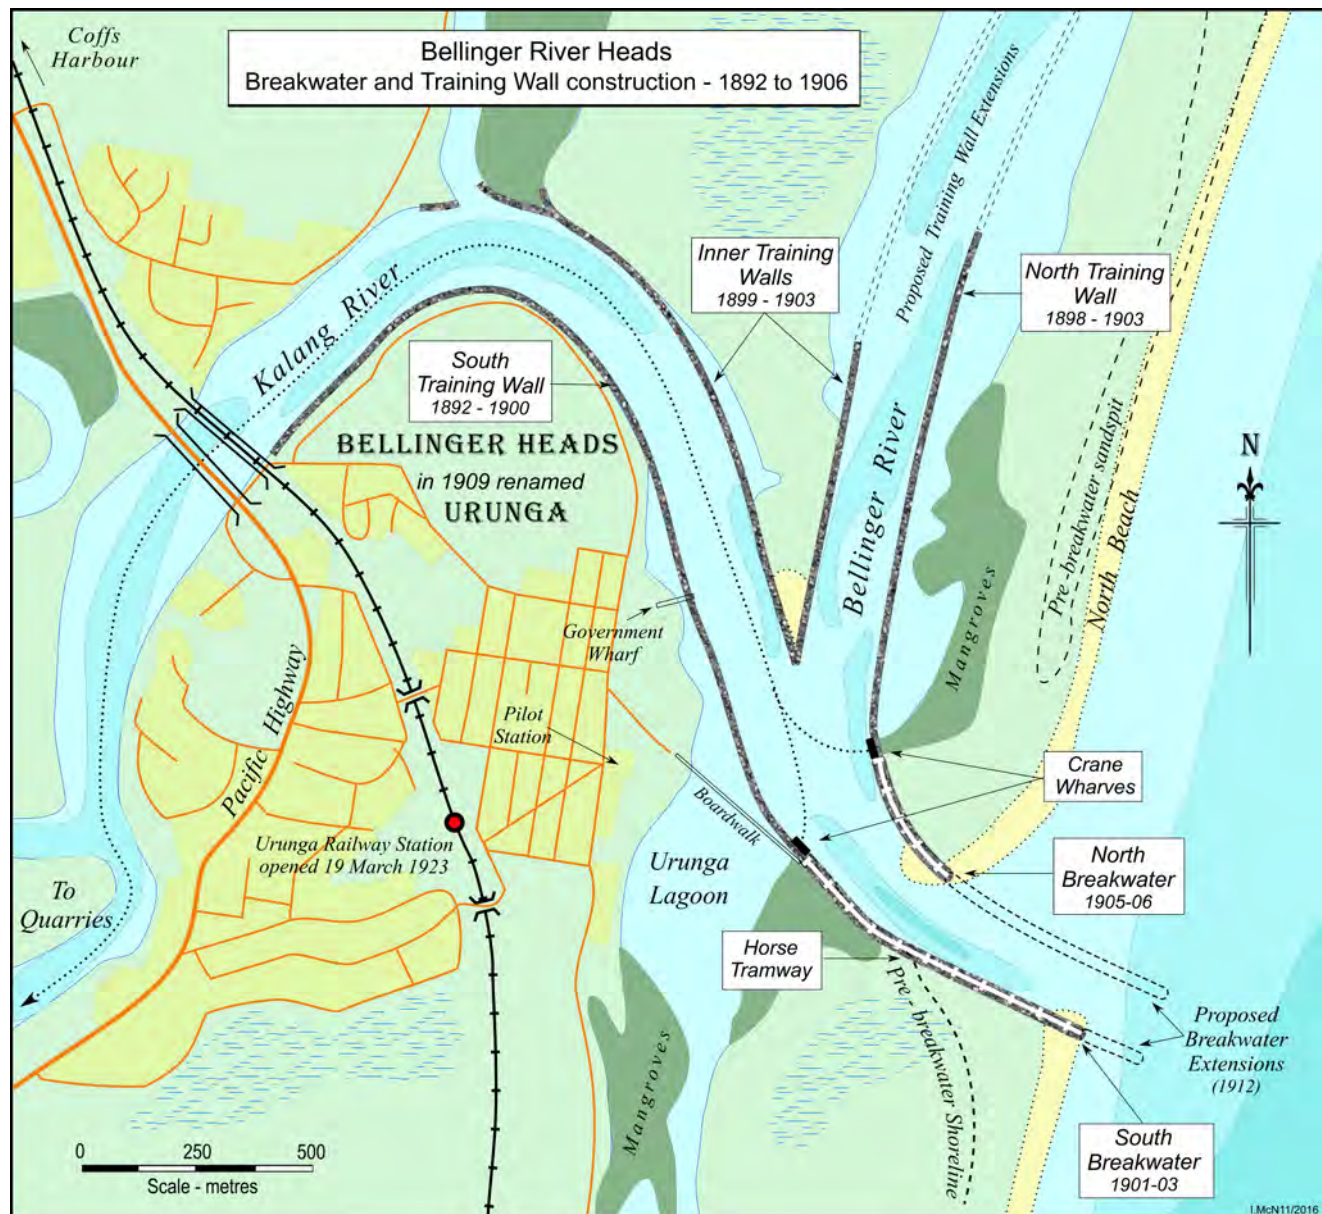 Bellinger River Heads
Breakwater and Training Wall construction - 1892 to 1906
Coffs
Harbour
Proposed Training Wall Extensions
Inner Training
Walls
1899 - 1903
North Training
Wall
1898 - 1903
Kalang River
South
Training Wall
1892 - 1900
BELLINGER HEADS
in 1909 renamed
URUNGA
Bellinger River
Pre-breakwater sandspit
North Beach
N
Mangroves
Government
Wharf
Pacific Highway
Pilot
Station
Boardwalk
Crane
Wharves
Urunga Railway Station
opened 19 March 1923
Urunga
Lagoon
North
Breakwater
1905-06
To
Quarries
Horse
Tramway
Pre - breakwater Shoreline
Proposed
Breakwater
Extensions
(1912)
Mangroves
South
Breakwater
1901-03
0 250 500
Scale - metres
I.McN11/2016